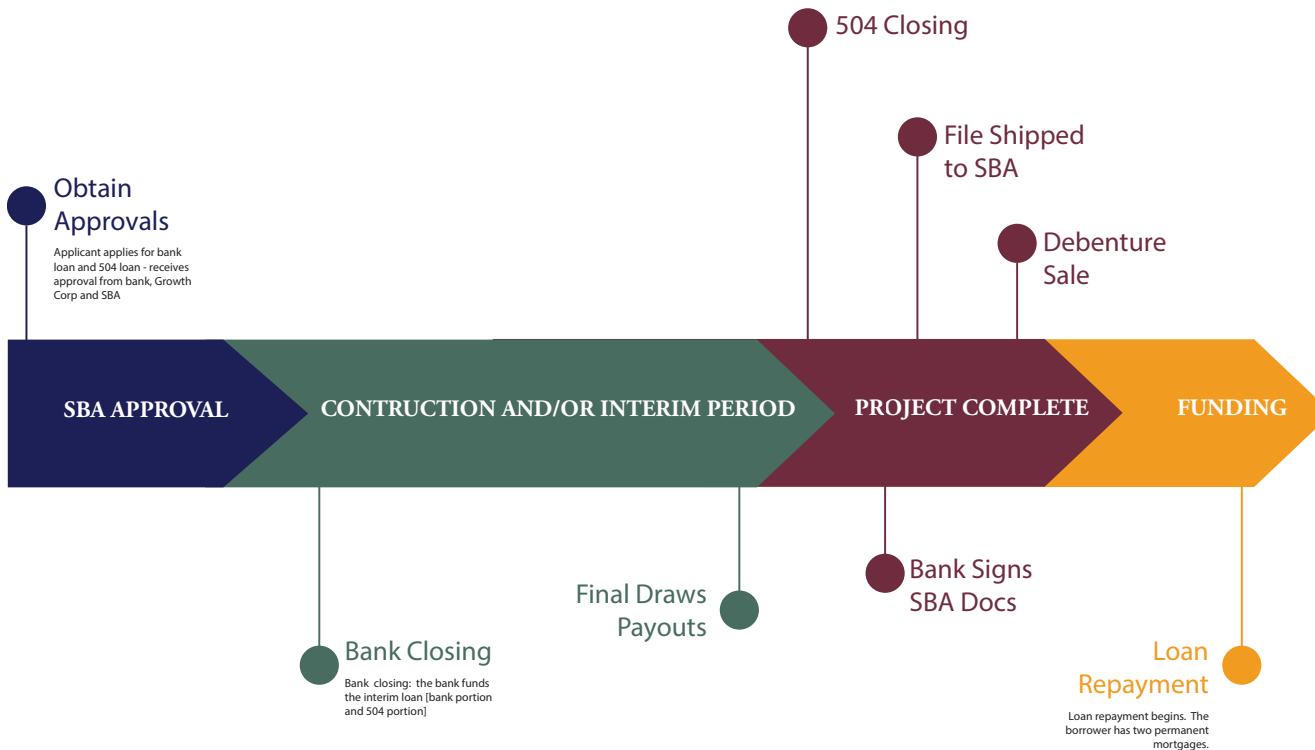 504 Closing
File Shipped
to SBA
Obtain
Approvals
Applicant applies for bank
loan and 504 loan - receives
approval from bank, Growth
Corp and SBA
Debenture
Sale
SBA APPROVAL
CONTRUCTION AND/OR INTERIM PERIOD
PROJECT COMPLETE
FUNDING
Bank Closing
Bank closing: the bank funds
the interim loan [bank portion
and 504 portion]
Final Draws
Payouts
Bank Signs
SBA Docs
Loan
Repayment
Loan repayment begins. The
borrower has two permanent
mortgages.